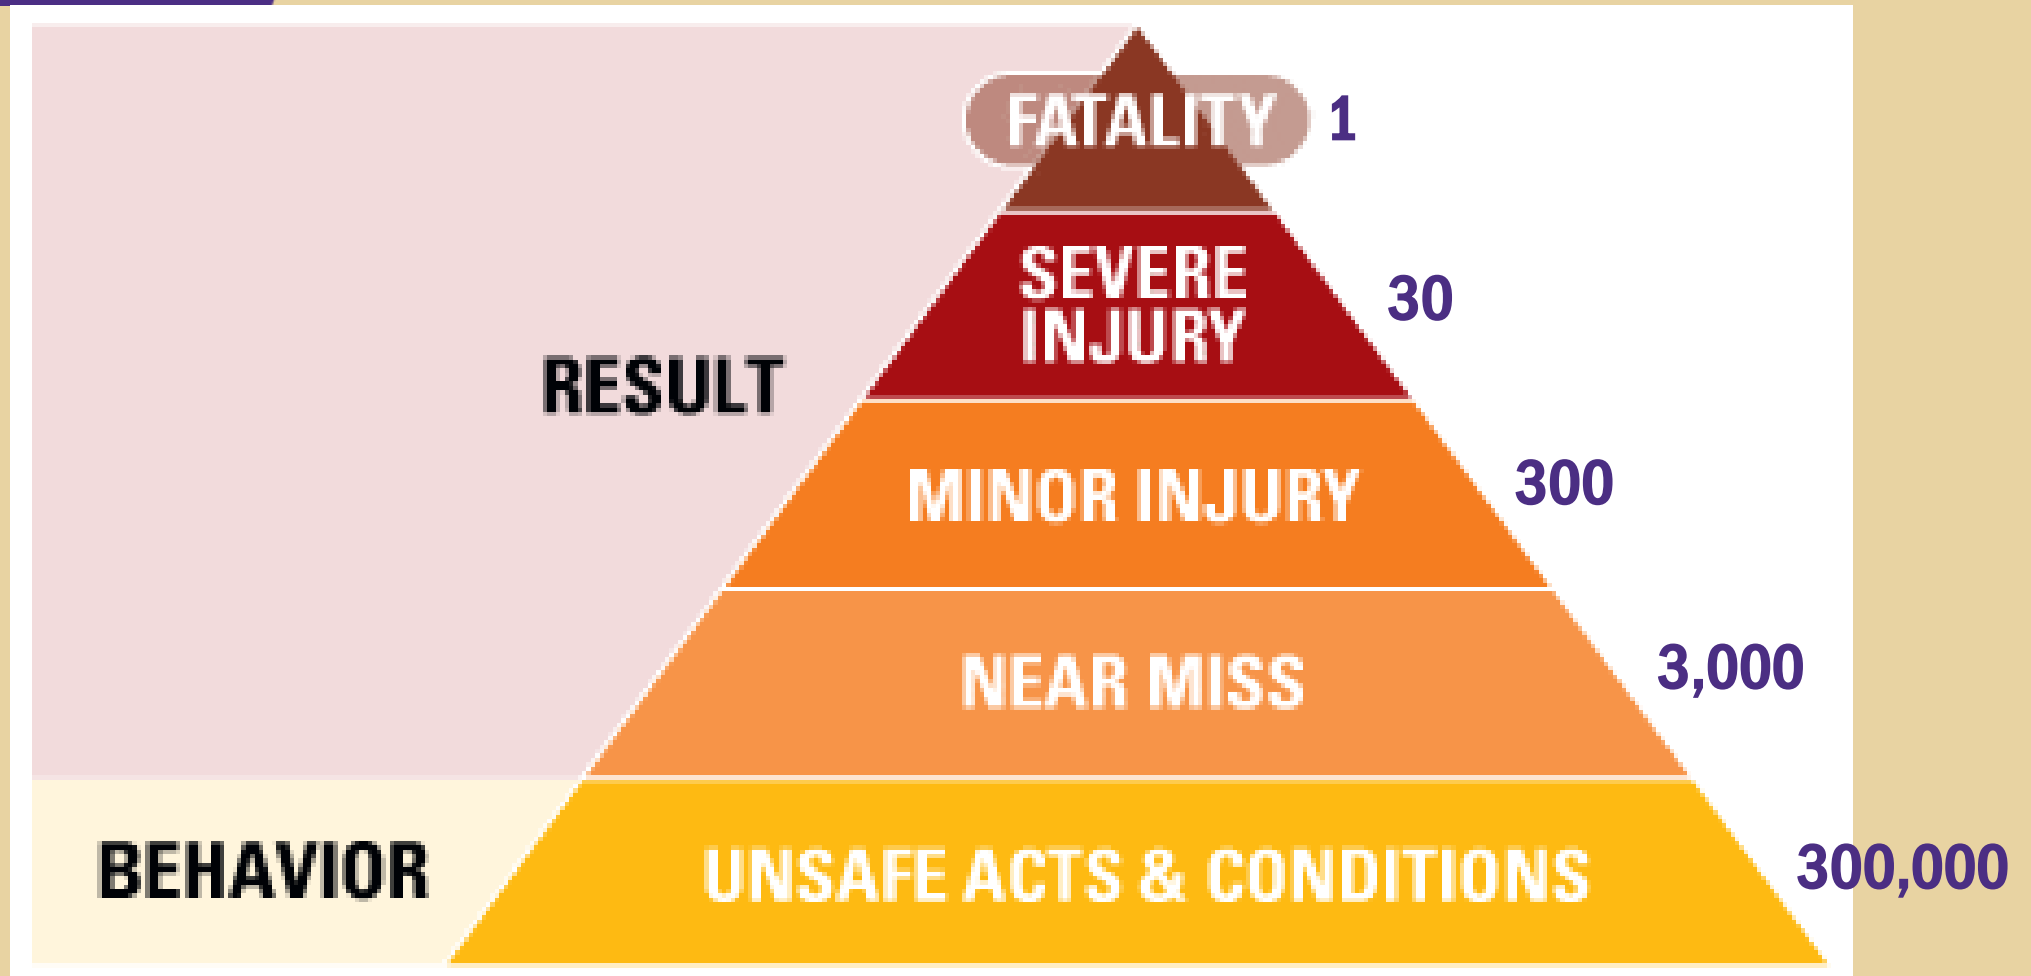 FATALITY 1
SEVERE
INJURY
30
RESULT
MINOR INJURY 300
NEAR MISS 3,000
BEHAVIOR UNSAFE ACTS & CONDITIONS 300,000